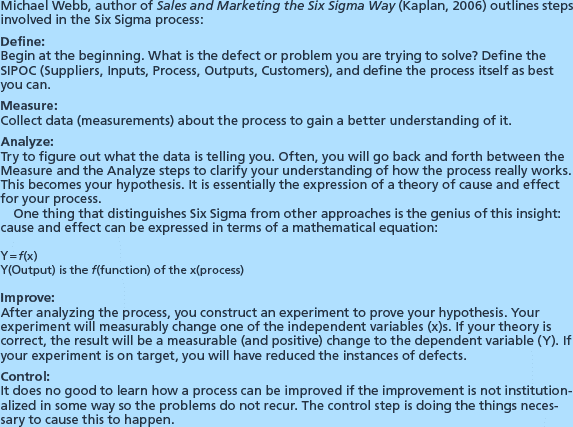 Michael Webb, author of Sales and Marketing the Six Sigma Way (Kaplan, 2006) outlines steps
involved in the Six Sigma process:
Define:
Begin at the beginning. What is the defect or problem you are trying to solve? Define the
SIPOC (Suppliers, Inputs, Process, Outputs, Customers), and define the process itself as best
you can.
Measure:
Collect data (measurements) about the process to gain a better understanding of it.
Analyze:
Try to figure out what the data is telling you. Often, you will go back and forth between the
Measure and the Analyze steps to clarify your understanding of how the process really works.
This becomes your hypothesis. It is essentially the expression of a theory of cause and effect
for your process.
One thing that distinguishes Six Sigma from other approaches is the genius of this insight:
cause and effect can be expressed in terms of a mathematical equation:
Y=f(x)
Y(Output) is the f(function) of the x(process)
Improve:
After analyzing the process, you construct an experiment to prove your hypothesis. Your
experiment will measurably change one of the independent variables (x)s. If your theory is
correct, the result will be a measurable (and positive) change to the dependent variable (Y). If
your experiment is on target, you will have reduced the instances of defects.
Control:
It does no good to learn how a process can be improved if the improvement is not institution-
alized in some way so the problems do not recur. The control step is doing the things neces-
sary to cause this to happen.